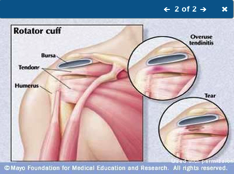 2 of 2
Rotator cuff
Bursa
Tendon
Humerus
Overuse
tendinitis
Tear
© Mayo Foundation for Medical Education and Research. All rights reserved.